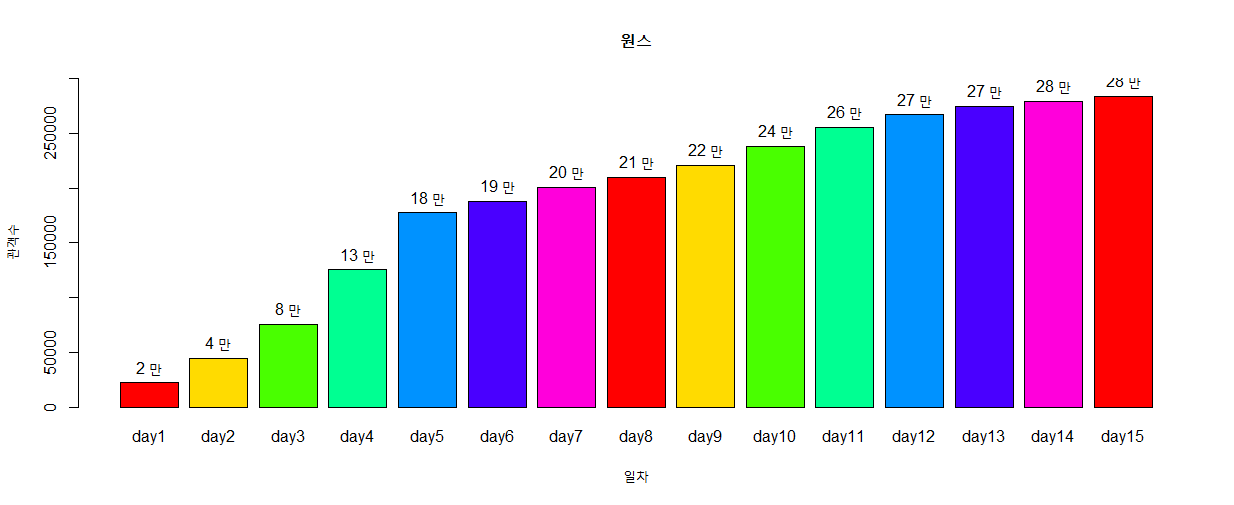 원스
관객수
250000
150000
50000
0
2 만
4 만
8 만
13 만
18 만
19 만
20 만
21 만
22 만
24 만
26 만
27 만
27 만
28 만
28 만
day1 day2 day3 day4 day5 day6 day7 day8 day9 day10 day11 day12 day13 day14 day15
일차